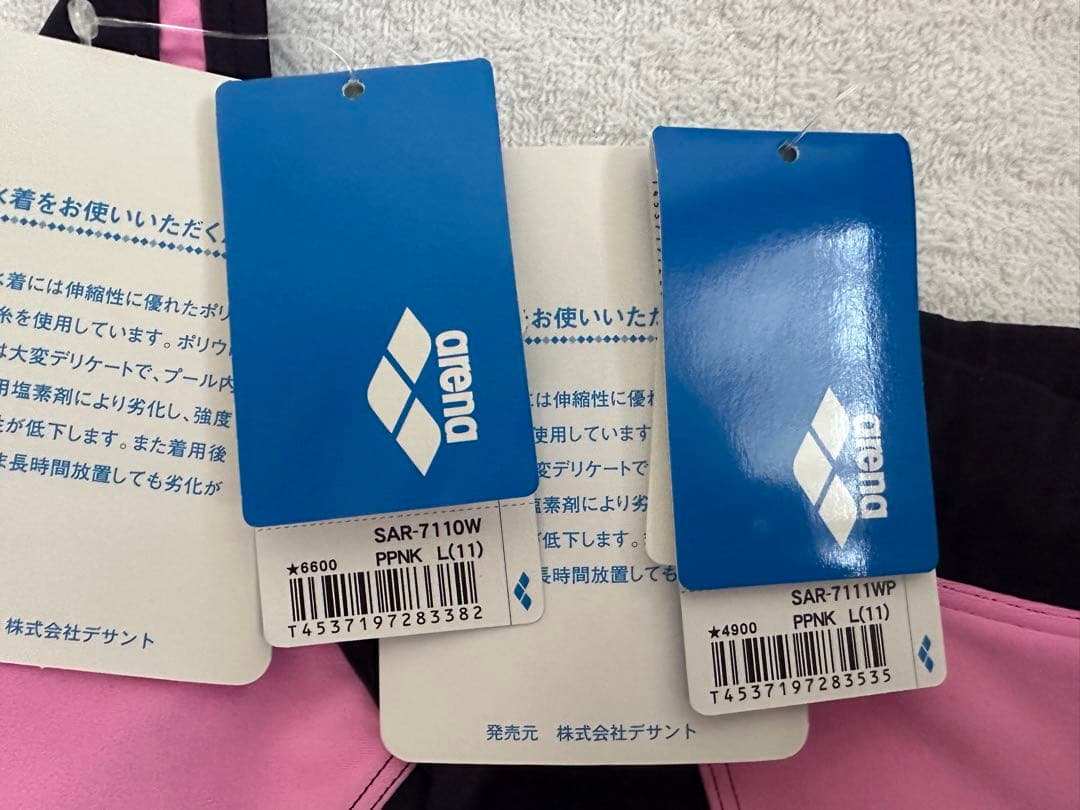 水着をお使いいただく
水着には伸縮性に優れたポリ
糸を使用しています。ポリウ
は大変デリケートで、プール内
用塩素剤により劣化し、強度
性が低下します。また着用後
ま長時間放置しても劣化が
株式会社デサント
arena
SAR-7110W
PPNK L(11)
★6600
T4537197283382
をお使いいただ
には伸縮性に優れ
使用しています
変デリケートで
塩素剤により劣
が低下します。
長時間放置しても
発売元 株式会社デサント
arena
SAR-7111WP
PPNK L(11)
★4900
T4537197283535